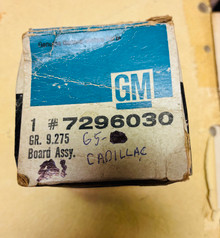 GM
1 # 7296030
GR. 9.275 65-
Board Assy.
CADILLAC